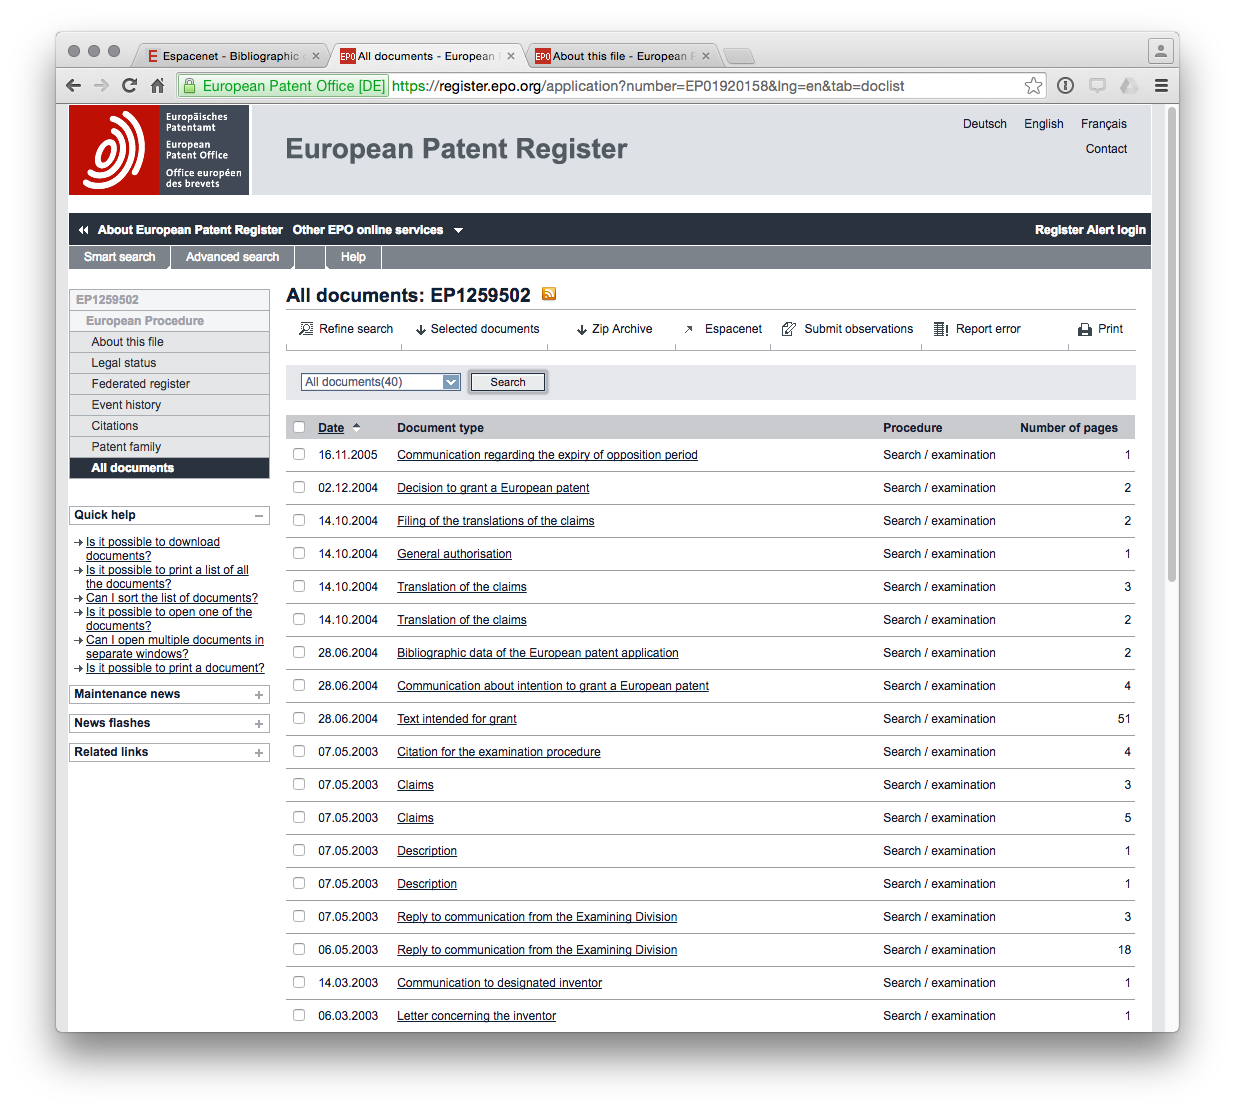 Espacenet - Bibliographic
All documents - European
About this file - European
European Patent Office [DE] https://register.epo.org/application?number=EP01920158&lng=en&tab=doclist
Europäisches
Patentamt
European
Patent Office
Office européen
des brevets
European Patent Register
Deutsch English Français
Contact
About European Patent Register Other EPO online services Register Alert login
Smart search Advanced search Help
EP1259502
European Procedure
About this file
Legal status
Federated register
Event history
Citations
Patent family
All documents
Quick help
Is it possible to download
documents?
Is it possible to print a list of all
the documents?
Can I sort the list of documents?
Is it possible to open one of the
documents?
Can I open multiple documents in
separate windows?
Is it possible to print a document?
Maintenance news
News flashes
Related links
All documents: EP1259502
Refine search Selected documents Zip Archive Espacenet Submit observations Report error Print
All documents(40) Search
Date Document type Procedure Number of pages
16.11.2005 Communication regarding the expiry of opposition period Search / examination 1
02.12.2004 Decision to grant a European patent Search / examination 2
14.10.2004 Filing of the translations of the claims Search / examination 2
14.10.2004 General authorisation Search / examination 1
14.10.2004 Translation of the claims Search / examination 3
14.10.2004 Translation of the claims Search / examination 2
28.06.2004 Bibliographic data of the European patent application Search / examination 2
28.06.2004 Communication about intention to grant a European patent Search / examination 4
28.06.2004 Text intended for grant Search / examination 51
07.05.2003 Citation for the examination procedure Search / examination 4
07.05.2003 Claims Search / examination 3
07.05.2003 Claims Search / examination 5
07.05.2003 Description Search / examination 1
07.05.2003 Description Search / examination 1
07.05.2003 Reply to communication from the Examining Division Search / examination 3
06.05.2003 Reply to communication from the Examining Division Search / examination 18
14.03.2003 Communication to designated inventor Search / examination 1
06.03.2003 Letter concerning the inventor Search / examination 1